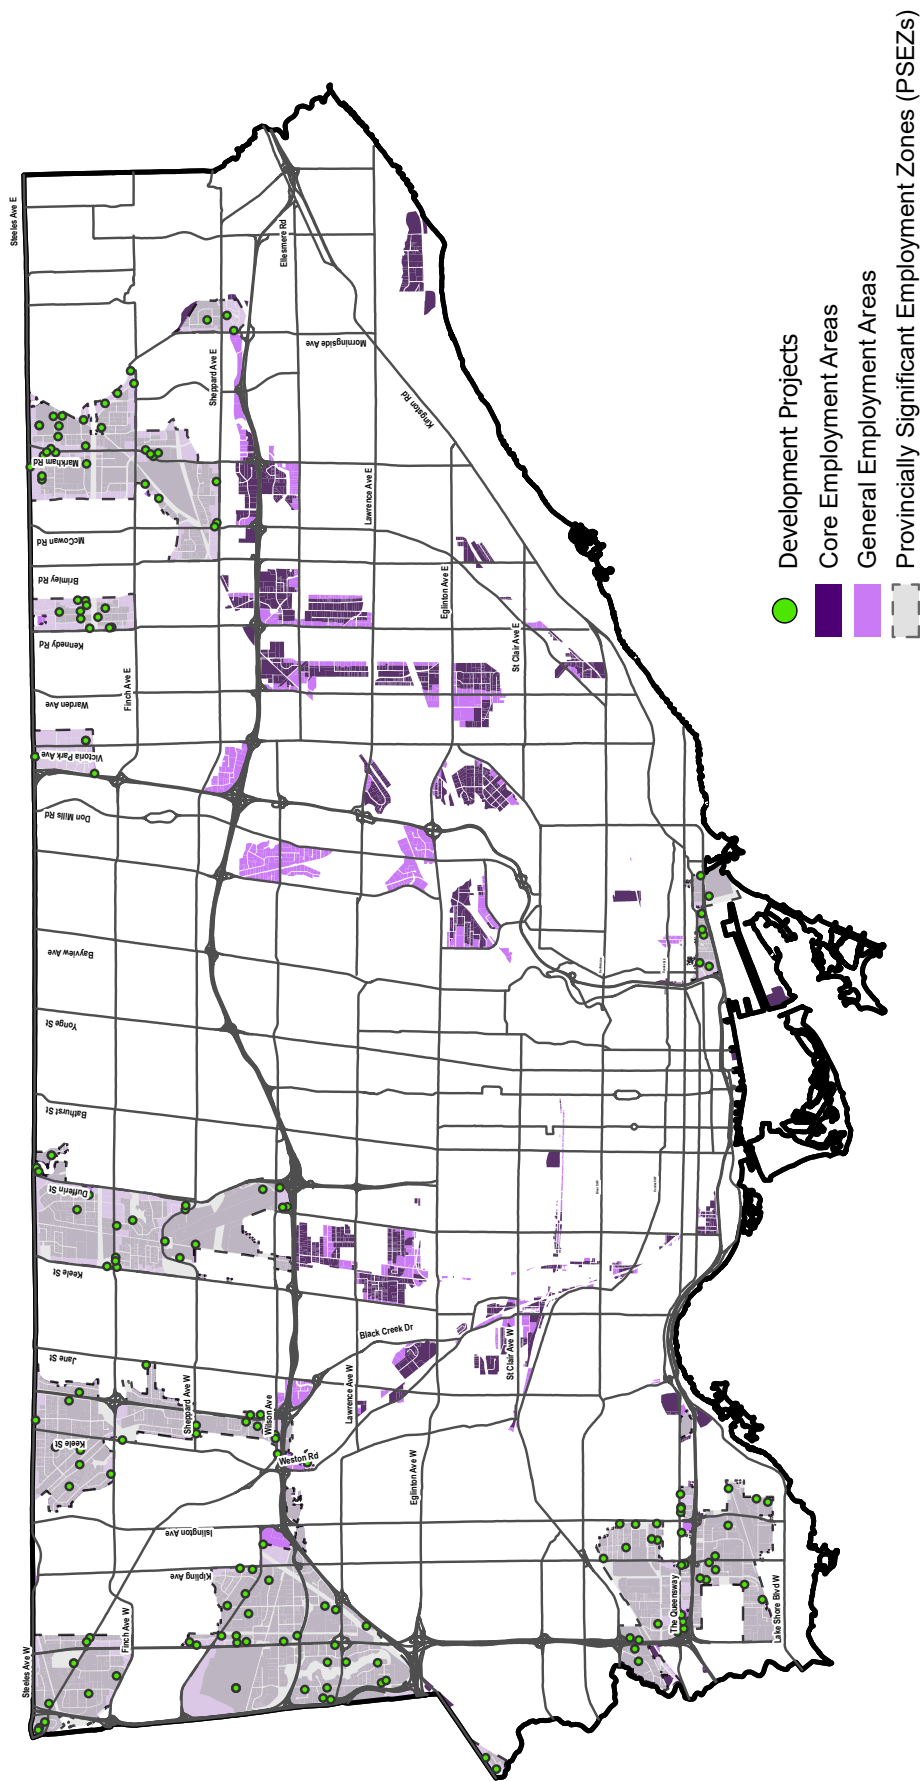 Steeles Ave E
Ellesmere Rd
Morningside Ave
Sheppard Ave E
Kingston Rd
Markham Rd
Lawrence Ave E
McCowan Rd
Brimley Rd
Eglinton Ave E
Kennedy Rd
St Clair Ave E
Finch Ave E
Warden Ave
Victoria Park Ave
Don Mills Rd
Bayview Ave
Yonge St
Bathurst St
Dufferin St
Keele St
Black Creek Dr
Jane St
St Clair Ave W
Lawrence Ave W
Sheppard Ave W
Wilson Ave
Keele St
Weston Rd
Eglinton Ave W
Islington Ave
Kipling Ave
The Queensway
Lake Shore Blvd W
Finch Ave W
Steeles Ave W
Development Projects
Core Employment Areas
General Employment Areas
Provincially Significant Employment Zones (PSEZs)